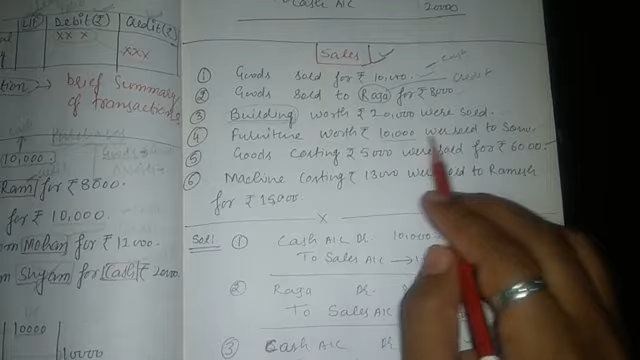 To Cash A/C 20000
L.F. Debit (₹) Credit (₹)
xxx
xxx
brief Summary
of transactions
10,000
Ram for ₹ 8000.
for ₹ 10,000
Mohan for ₹ 12000.
Shyam for Cash ₹
10000
10000
Sales
① Goods sold for ₹ 10,000. Cash
② Goods sold to Raja for ₹ 8000. Credit
③ Building worth ₹ 20,000 were sold.
④ Furniture worth ₹ 10,000 were sold to
⑤ Goods costing ₹ 5000 were sold for ₹ 6000.
⑥ Machine costing ₹ 13000 were sold to Ramesh
for ₹ 15000.
x
Sol: ① Cash A/C Dr. 10,000
To Sales A/C
② Raja Dr.
To Sales A/C
③ Cash A/C Dr